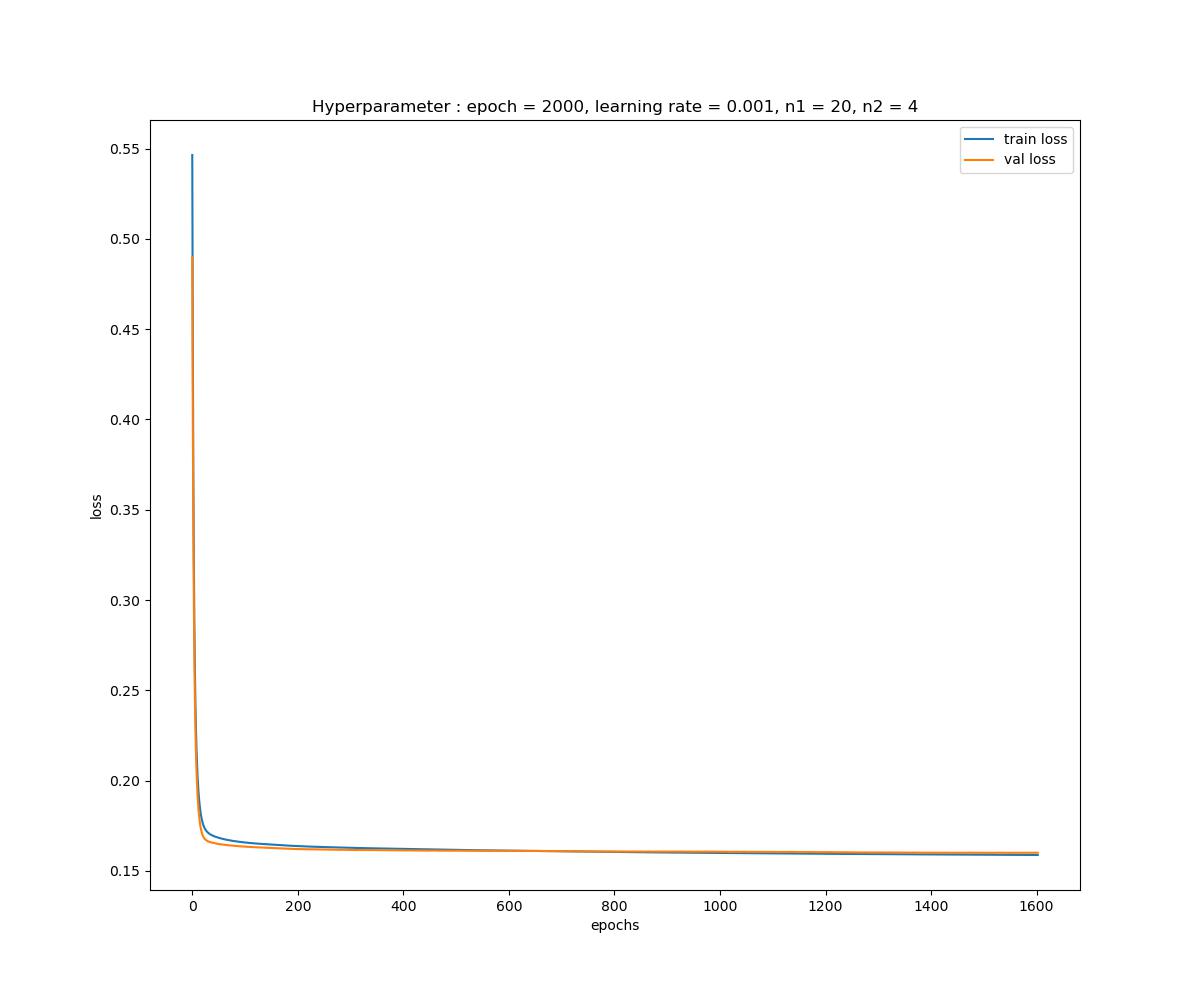 Hyperparameter : epoch = 2000, learning rate = 0.001, n1 = 20, n2 = 4
train loss
val loss
0.55
0.50
0.45
0.40
0.35
0.30
0.25
0.20
0.15
loss
0 200 400 600 800 1000 1200 1400 1600
epochs